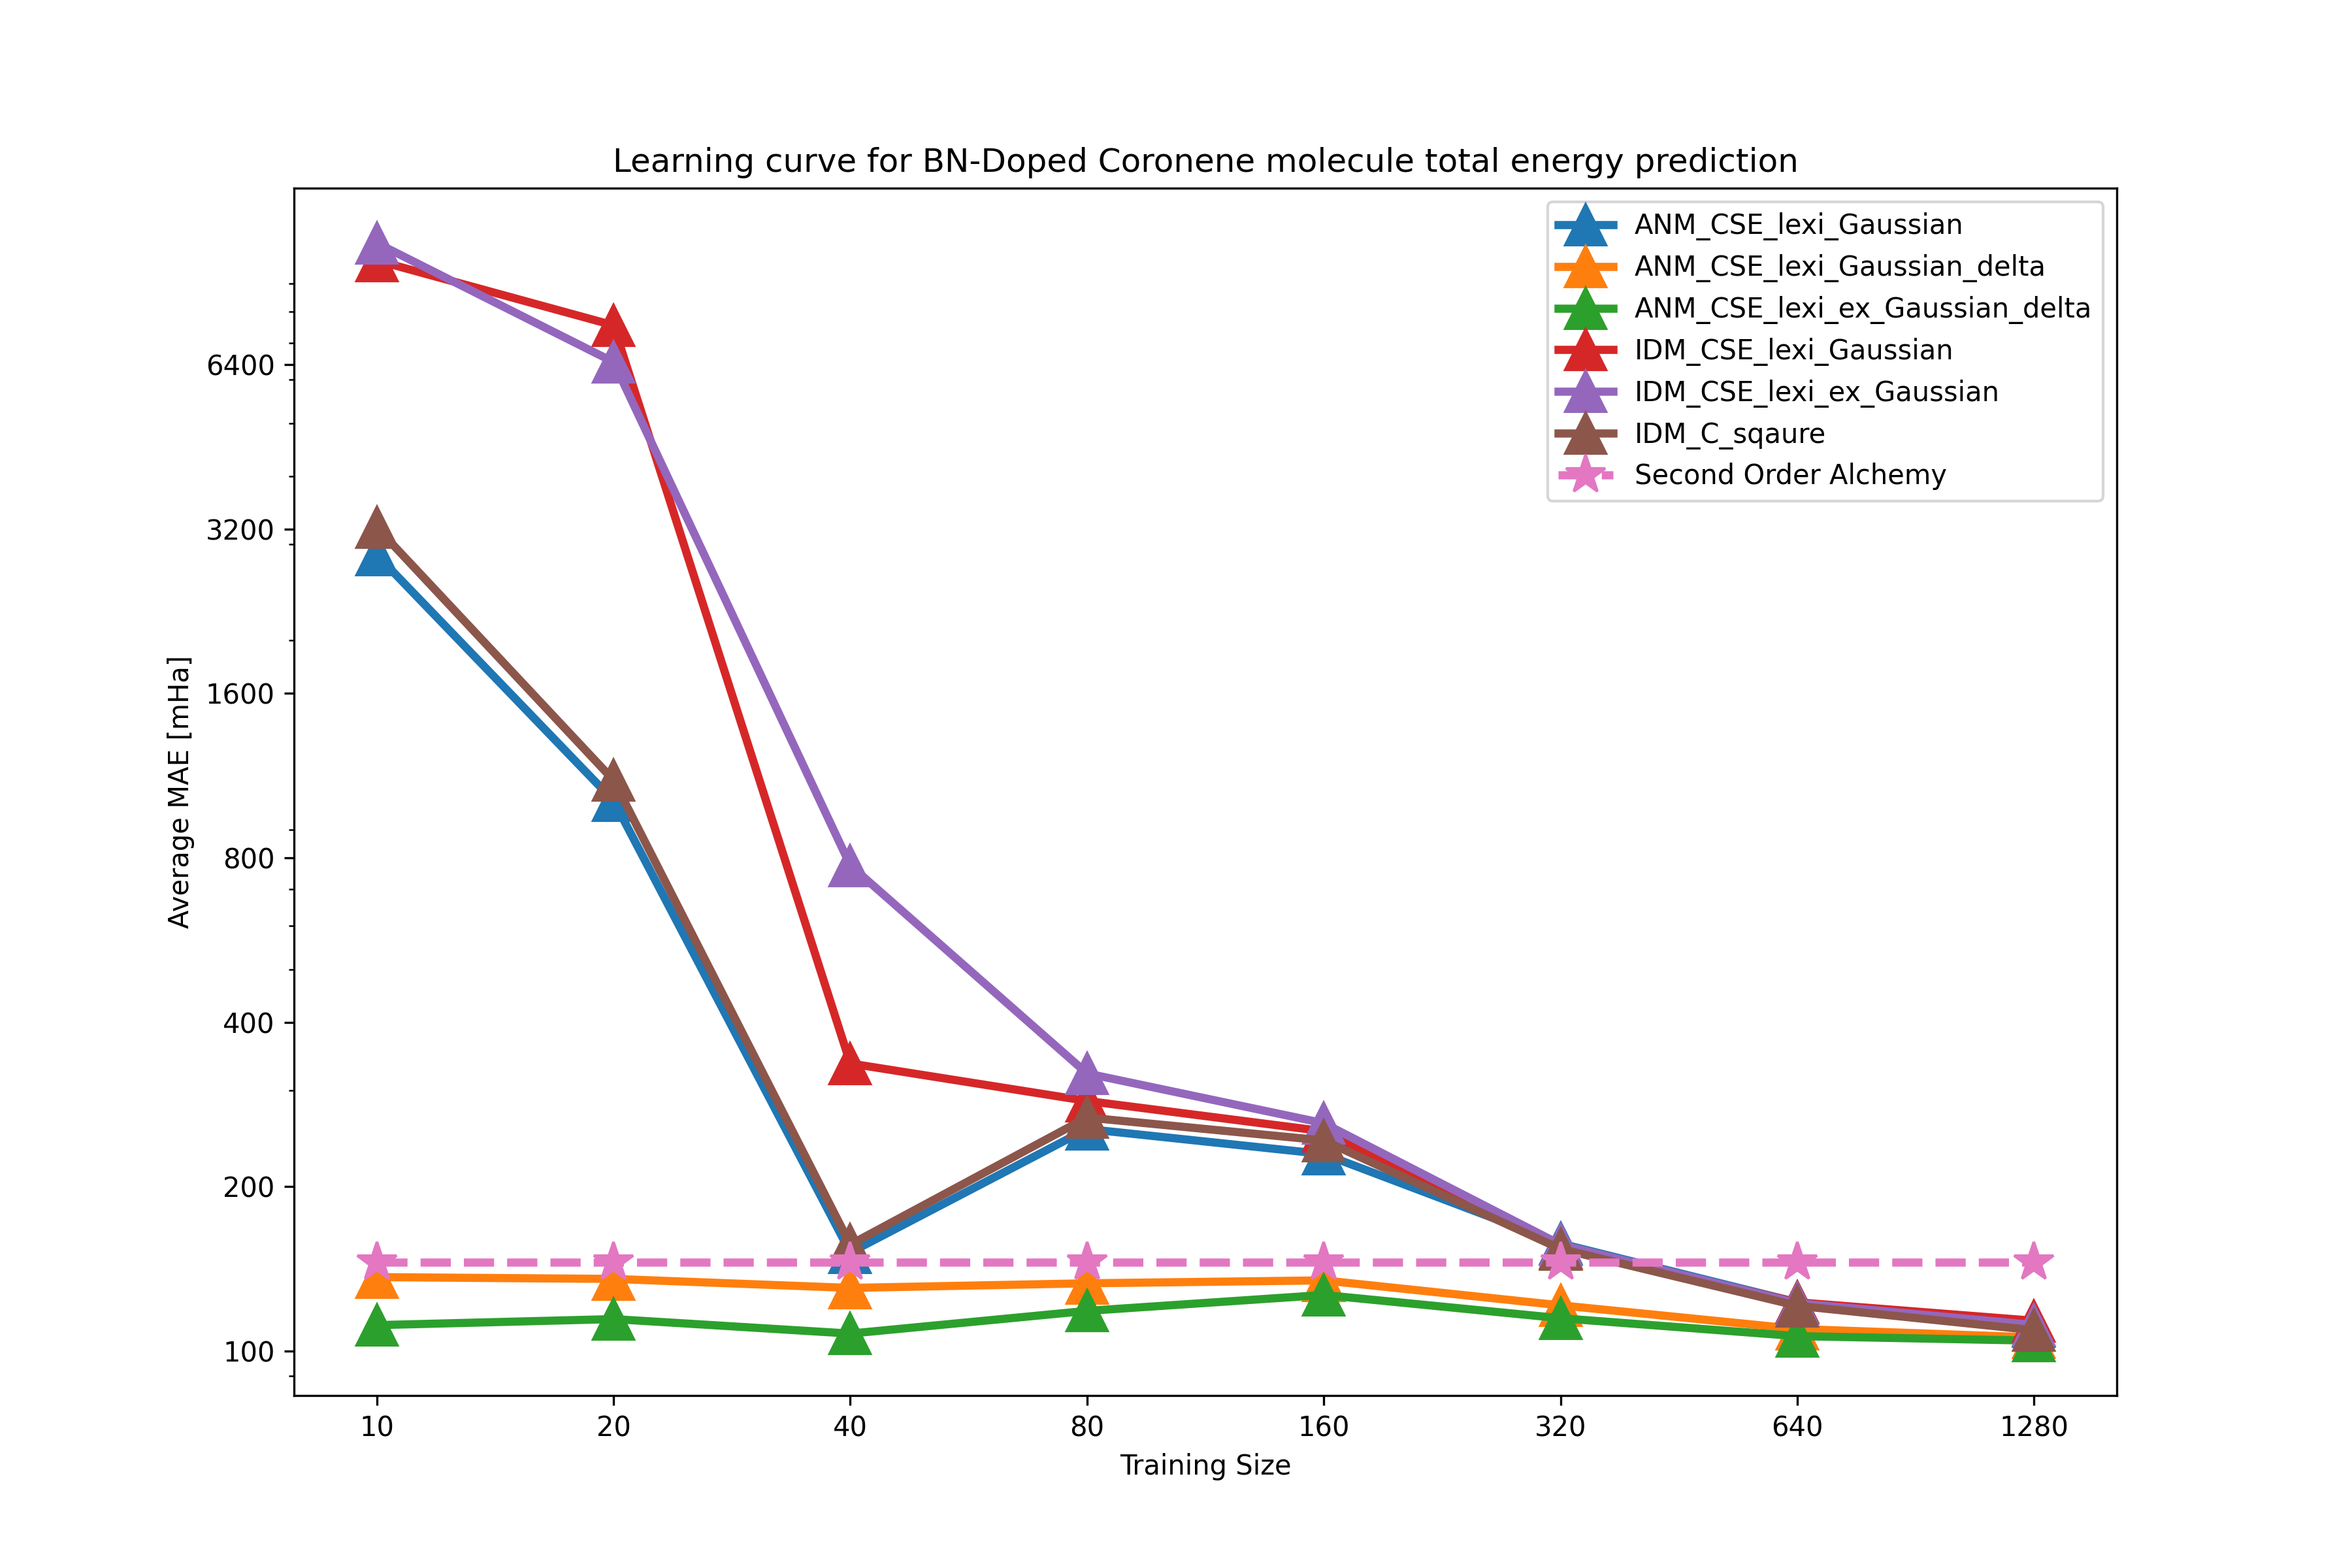 Learning curve for BN-Doped Coronene molecule total energy prediction
ANM_CSE_lexi_Gaussian
ANM_CSE_lexi_Gaussian_delta
ANM_CSE_lexi_ex_Gaussian_delta
IDM_CSE_lexi_Gaussian
IDM_CSE_lexi_ex_Gaussian
IDM_C_sqaure
Second Order Alchemy
Average MAE [mHa]
6400
3200
1600
800
400
200
100
10 20 40 80 160 320 640 1280
Training Size